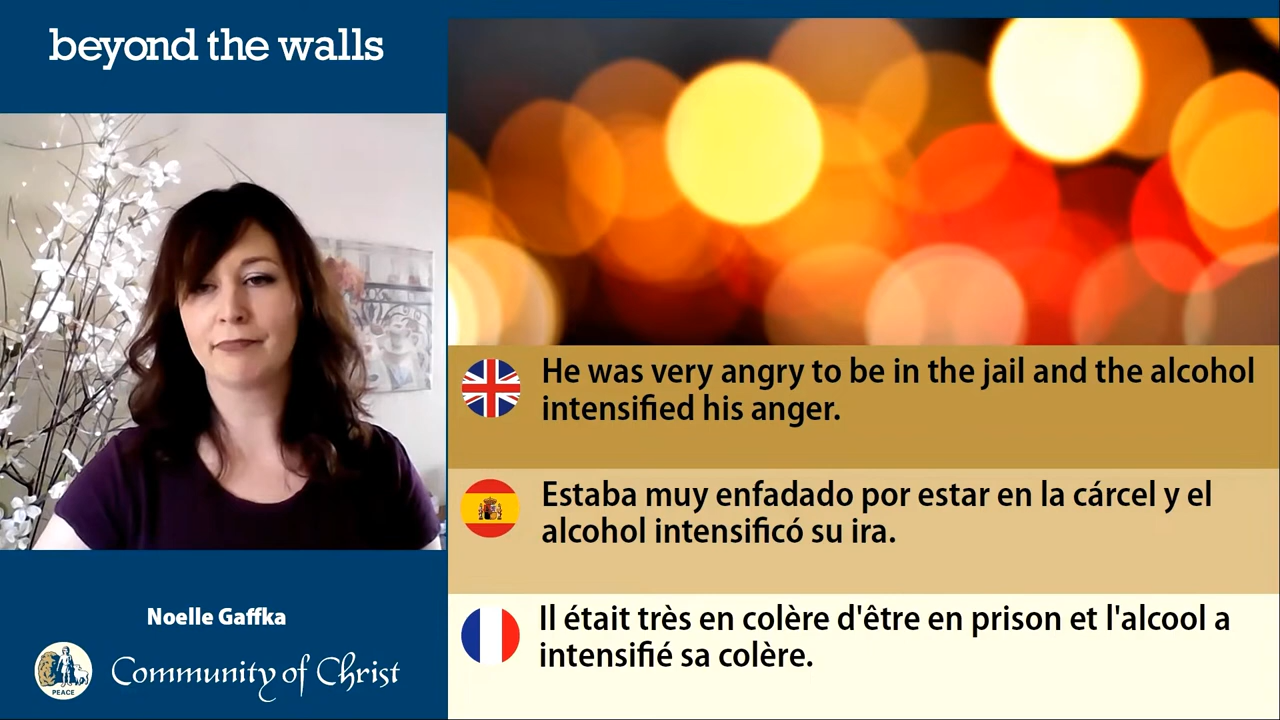 beyond the walls
He was very angry to be in the jail and the alcohol
intensified his anger.
Estaba muy enfadado por estar en la cárcel y el
alcohol intensificó su ira.
Il était très en colère d'être en prison et l'alcool a
intensifié sa colère.
Noelle Gaffka
PEACE
Community of Christ